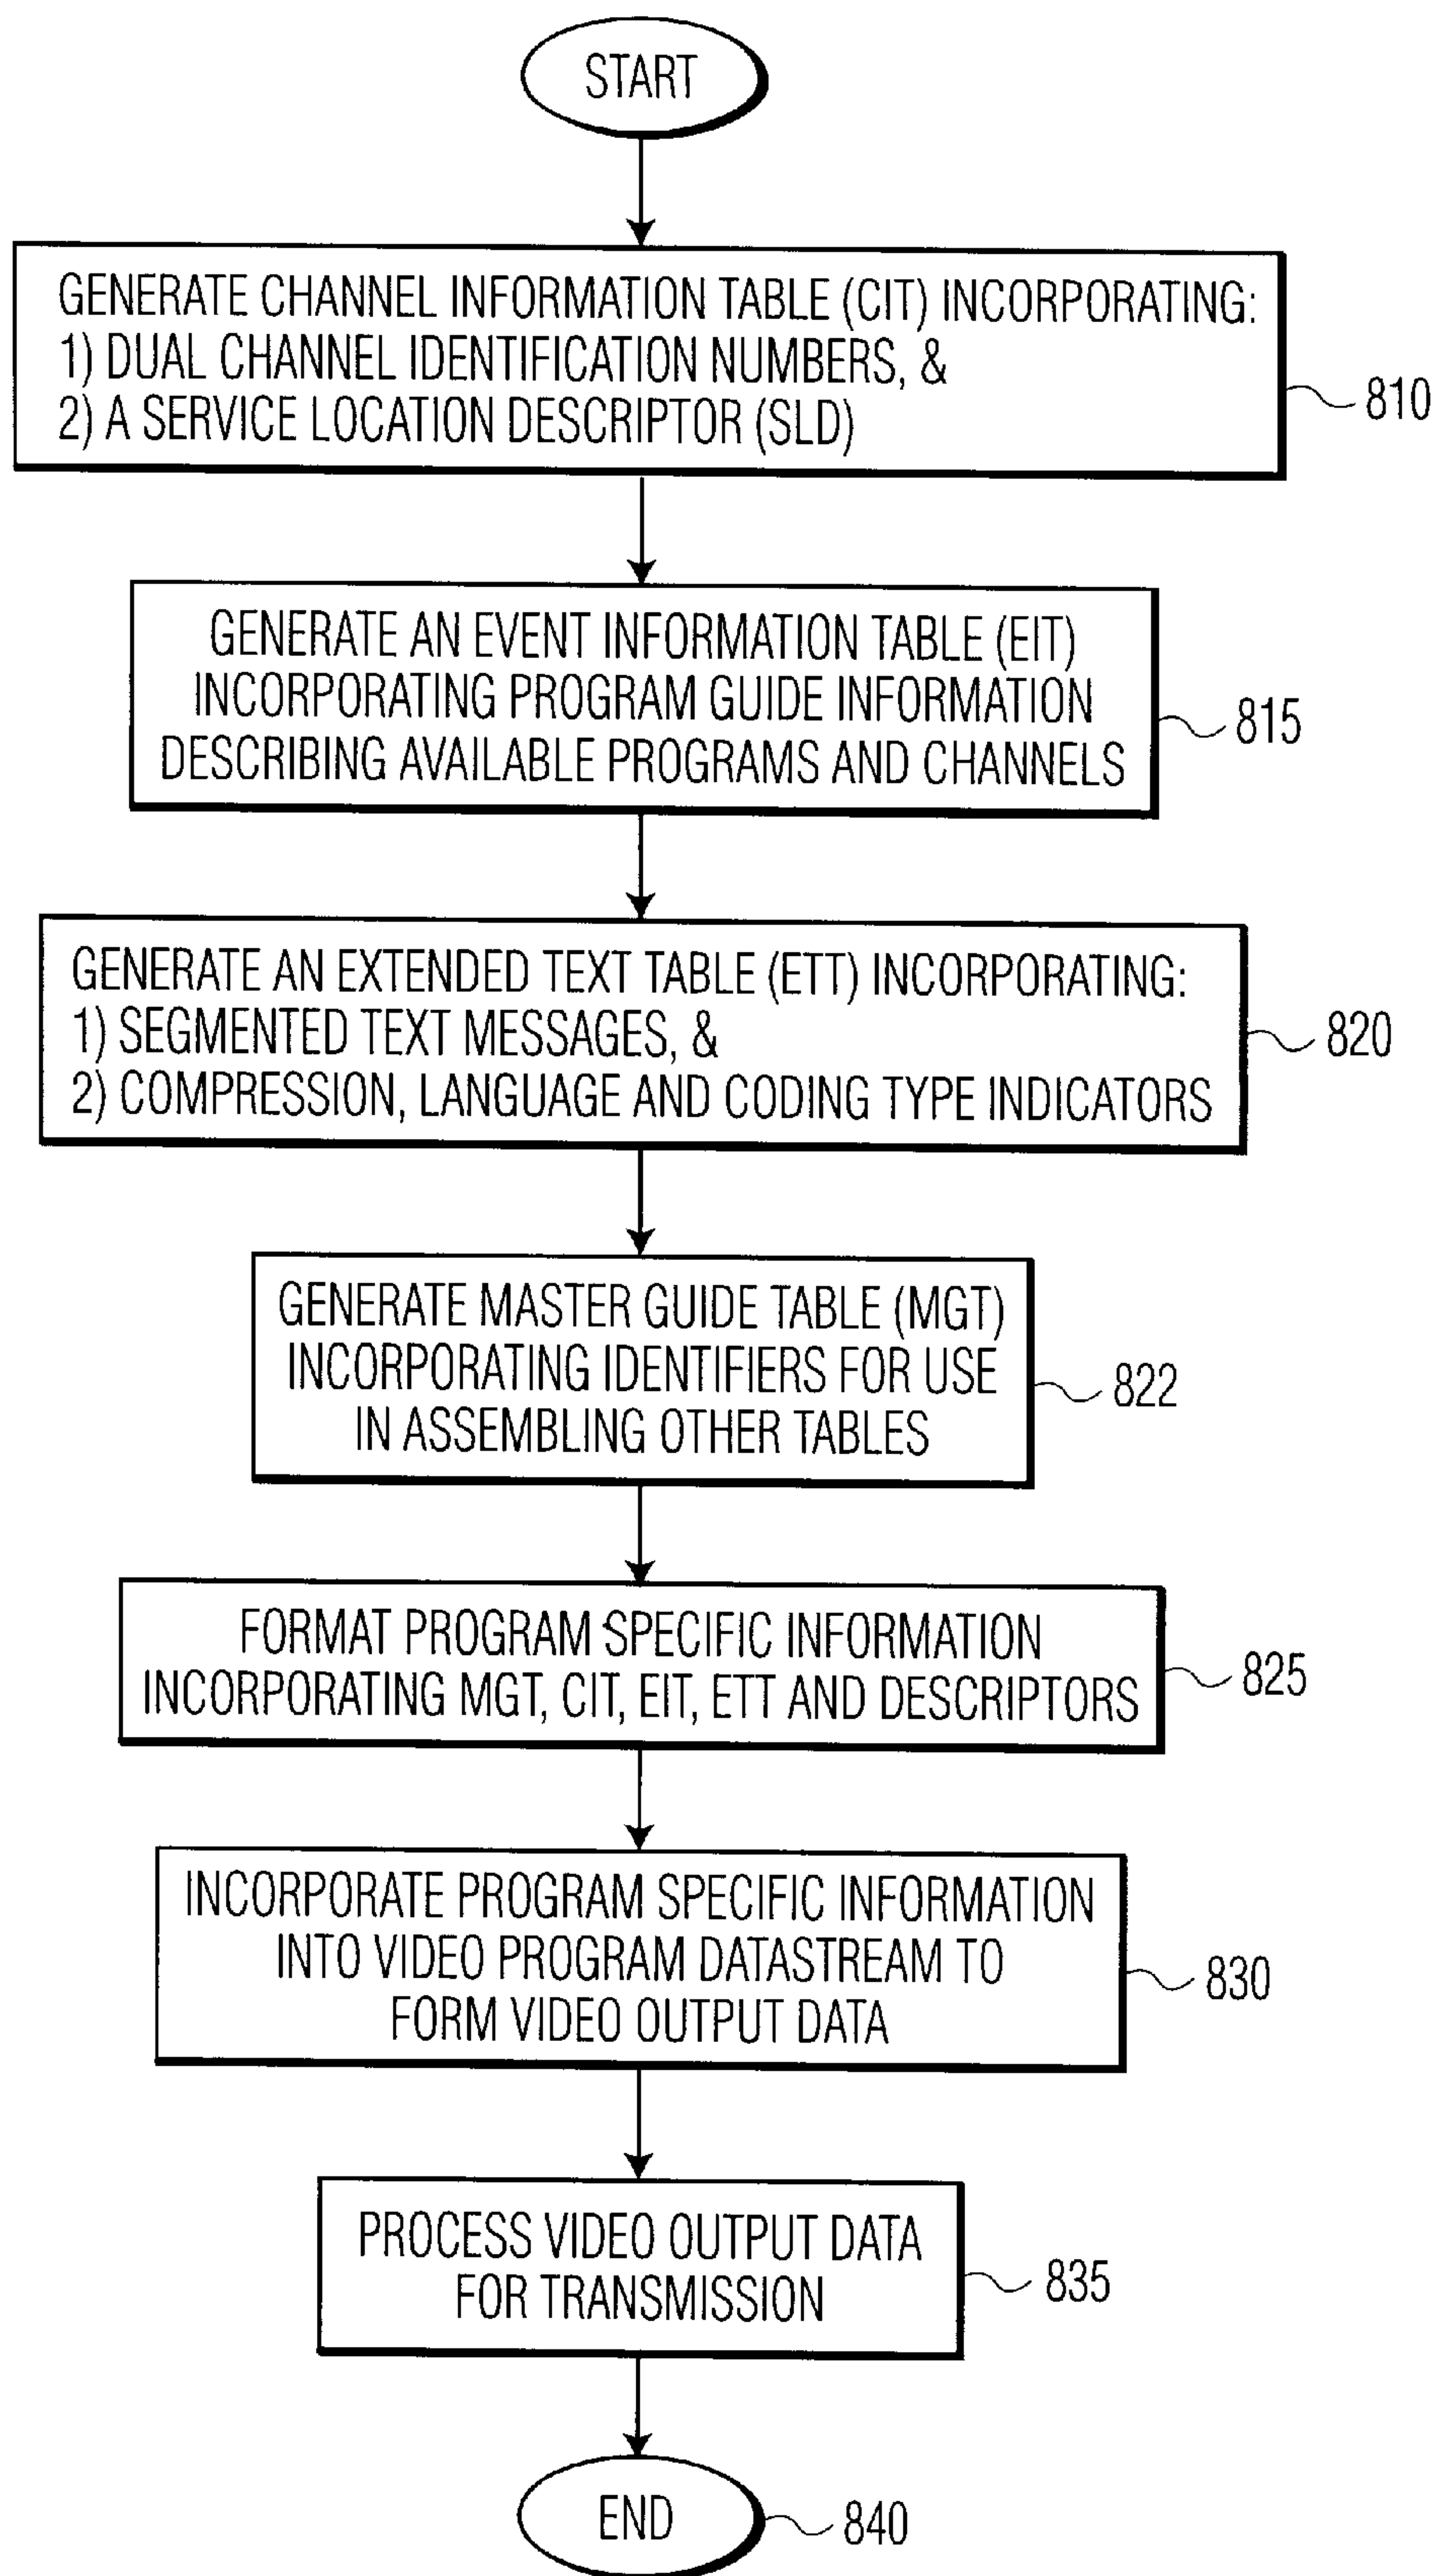 START
GENERATE CHANNEL INFORMATION TABLE (CIT) INCORPORATING:
1) DUAL CHANNEL IDENTIFICATION NUMBERS, &
2) A SERVICE LOCATION DESCRIPTOR (SLD)
810
GENERATE AN EVENT INFORMATION TABLE (EIT)
INCORPORATING PROGRAM GUIDE INFORMATION
DESCRIBING AVAILABLE PROGRAMS AND CHANNELS
815
GENERATE AN EXTENDED TEXT TABLE (ETT) INCORPORATING:
1) SEGMENTED TEXT MESSAGES, &
2) COMPRESSION, LANGUAGE AND CODING TYPE INDICATORS
820
GENERATE MASTER GUIDE TABLE (MGT)
INCORPORATING IDENTIFIERS FOR USE
IN ASSEMBLING OTHER TABLES
822
FORMAT PROGRAM SPECIFIC INFORMATION
INCORPORATING MGT, CIT, EIT, ETT AND DESCRIPTORS
825
INCORPORATE PROGRAM SPECIFIC INFORMATION
INTO VIDEO PROGRAM DATASTREAM TO
FORM VIDEO OUTPUT DATA
830
PROCESS VIDEO OUTPUT DATA
FOR TRANSMISSION
835
END
840